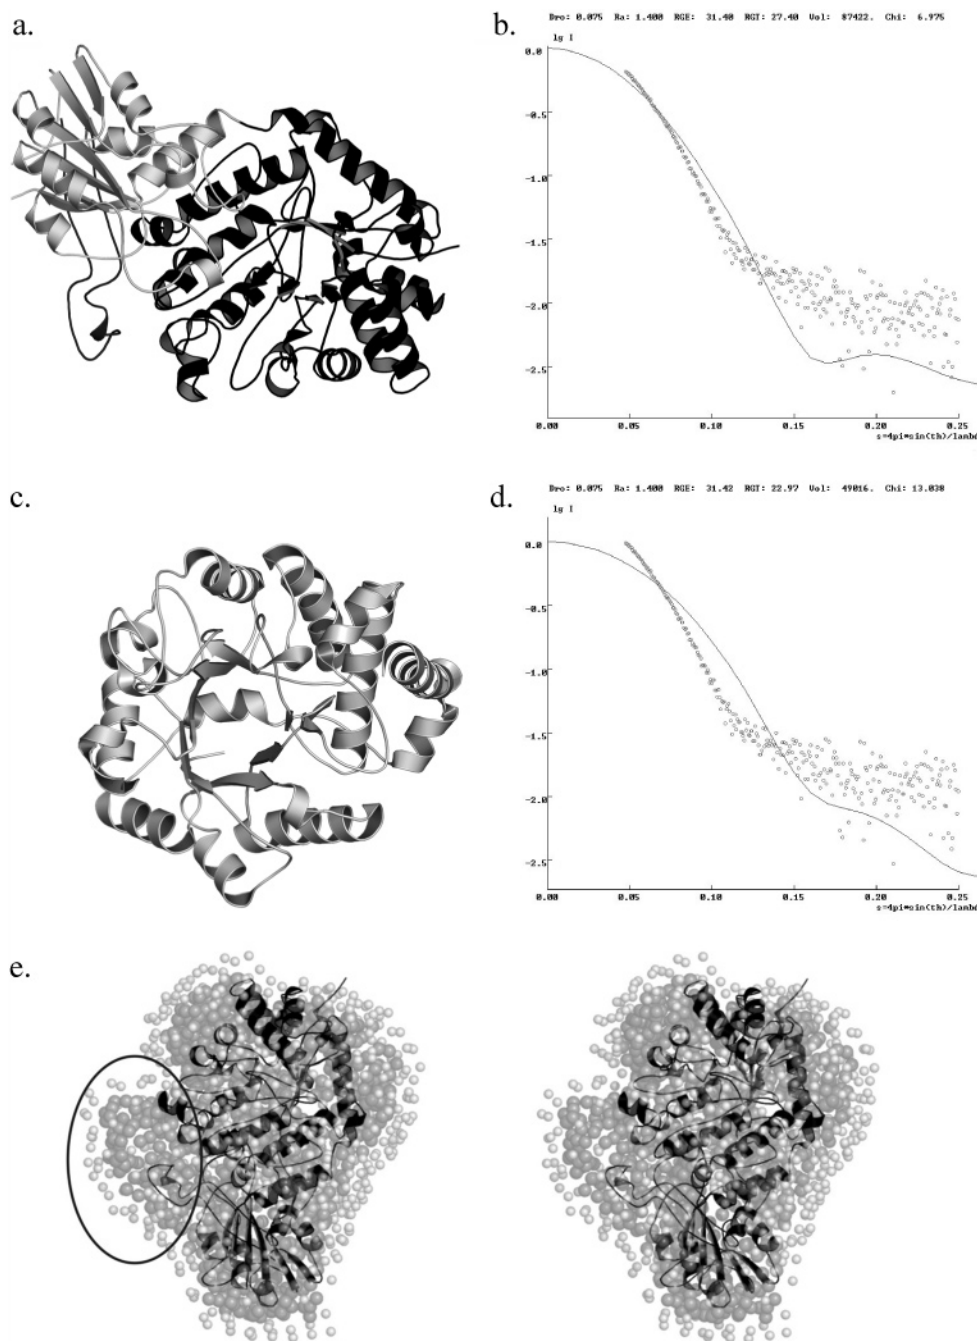 a.
b.
Dro: 0.075 Ra: 1.400 RGE: 31.40 RGT: 27.40 Vol: 87422. Chi: 6.975
lg I
0.0
-0.5
-1.0
-1.5
-2.0
-2.5
0.00 0.05 0.10 0.15 0.20 0.25
s=4pi*sin(th)/lambd
c.
d.
Dro: 0.075 Ra: 1.400 RGE: 31.42 RGT: 22.97 Vol: 49016. Chi: 13.038
lg I
0.0
-0.5
-1.0
-1.5
-2.0
-2.5
0.00 0.05 0.10 0.15 0.20 0.25
s=4pi*sin(th)/lambd
e.